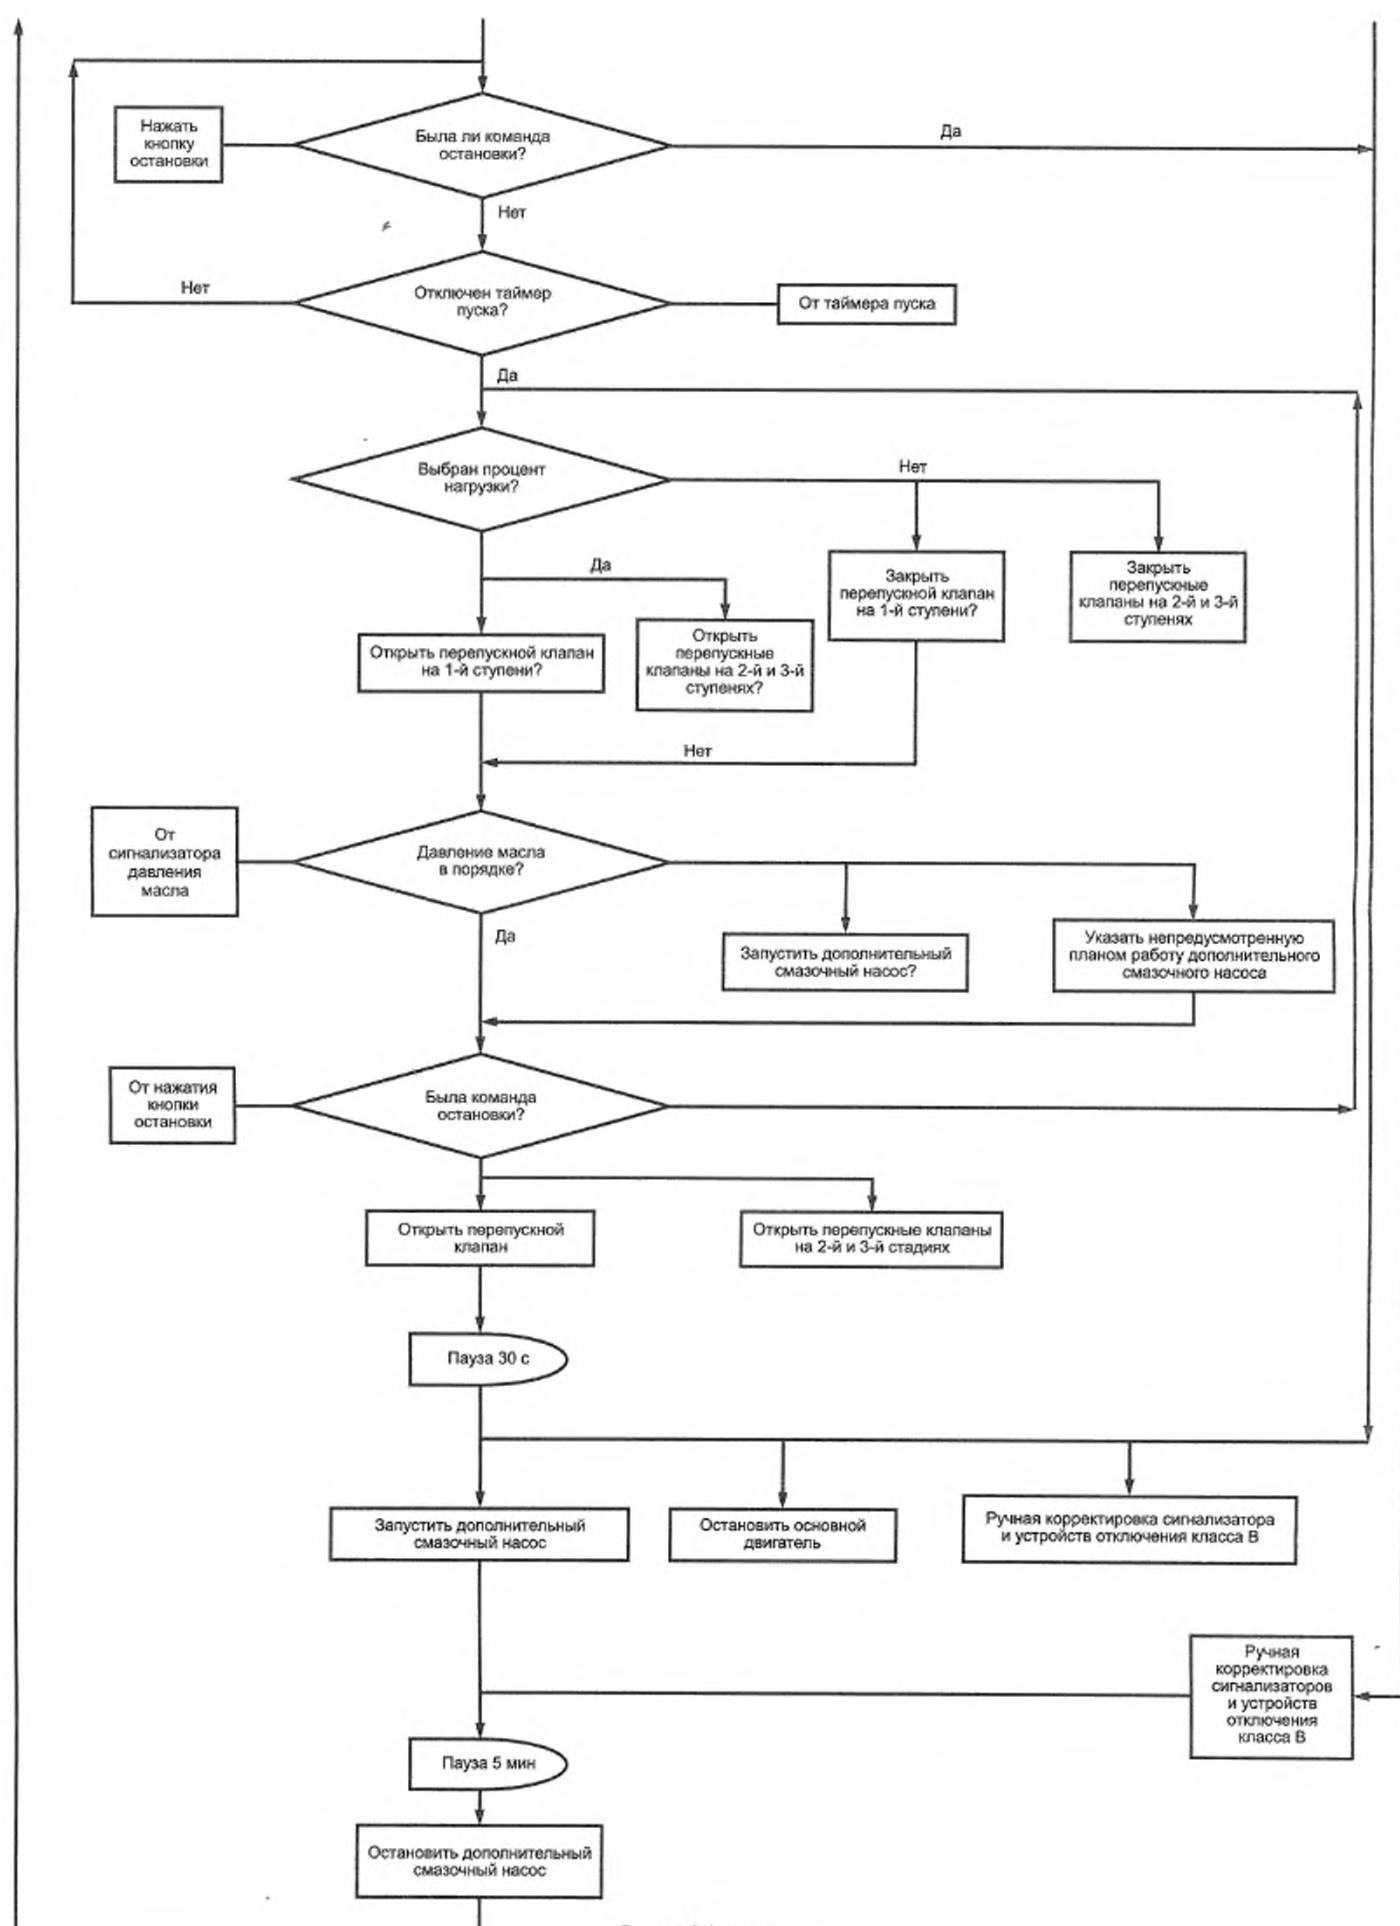 Нажать
кнопку
остановки
Была ли команда
остановки?
Да
Нет
Нет
Отключен таймер
пуска?
От таймера пуска
Да
Выбран процент
нагрузки?
Нет
Да
Закрыть
перепускной клапан
на 1-й ступени?
Закрыть
перепускные
клапаны на 2-й и 3-й
ступенях
Открыть перепускной клапан
на 1-й ступени?
Открыть
перепускные
клапаны на 2-й и 3-й
ступенях?
Нет
От
сигнализатора
давления
масла
Давление масла
в порядке?
Да
Запустить дополнительный
смазочный насос?
Указать непредусмотренную
планом работу дополнительного
смазочного насоса
От нажатия
кнопки
остановки
Была команда
остановки?
Открыть перепускной
клапан
Открыть перепускные клапаны
на 2-й и 3-й стадиях
Пауза 30 с
Запустить дополнительный
смазочный насос
Остановить основной
двигатель
Ручная корректировка сигнализатора
и устройств отключения класса В
Ручная
корректировка
сигнализаторов
и устройств
отключения
класса В
Пауза 5 мин
Остановить дополнительный
смазочный насос